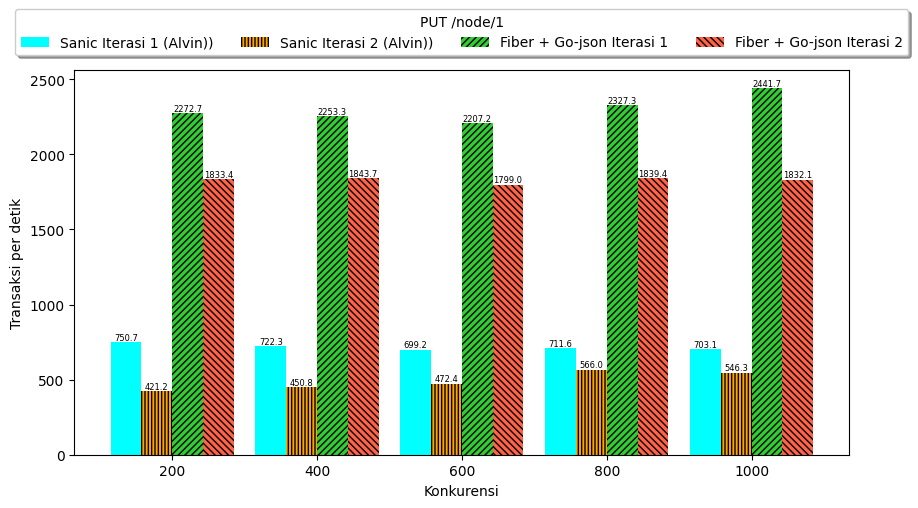 PUT /node/1
Sanic Iterasi 1 (Alvin)) Sanic Iterasi 2 (Alvin)) Fiber + Go-json Iterasi 1 Fiber + Go-json Iterasi 2
Transaksi per detik
2500
2000
1500
1000
500
0
750.7 421.2 2272.7 1833.4
722.3 450.8 2253.3 1843.7
699.2 472.4 2207.2 1799.0
711.6 566.0 2327.3 1839.4
703.1 546.3 2441.7 1832.1
200 400 600 800 1000
Konkurensi